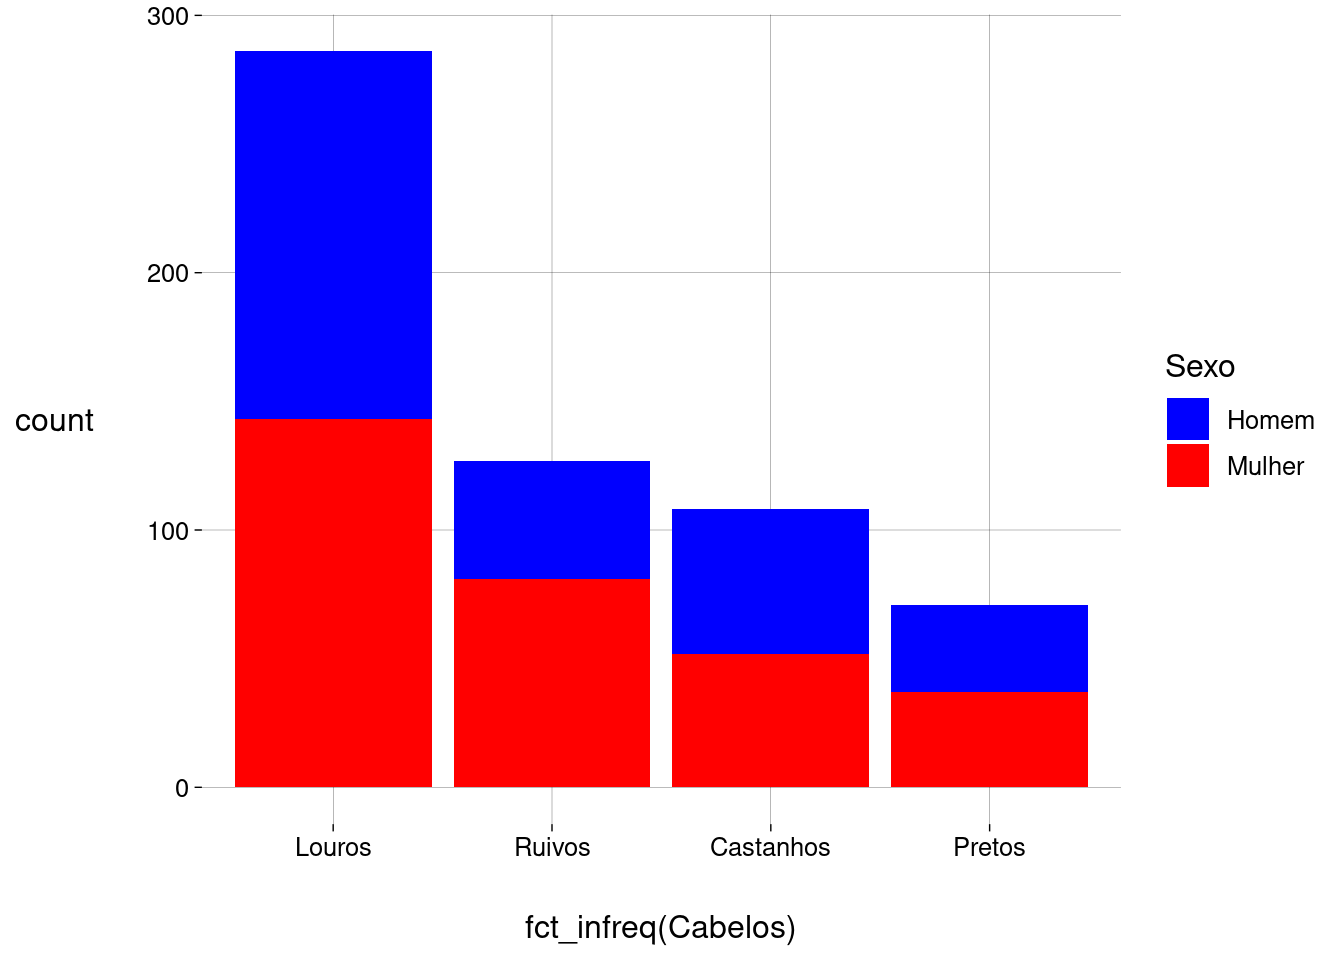 300
200
100
0
count
Louros
Ruivos
Castanhos
Pretos
fct_infreq(Cabelos)
Sexo
Homem
Mulher